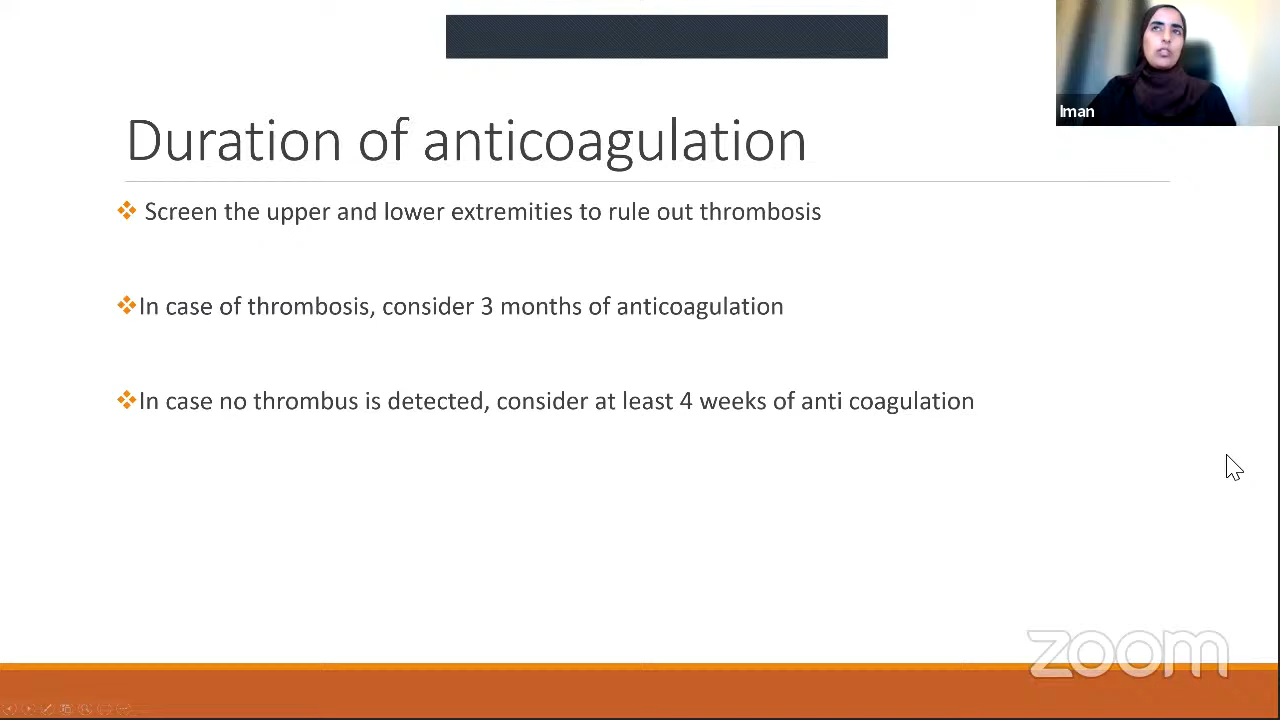 Iman
Duration of anticoagulation
Screen the upper and lower extremities to rule out thrombosis
In case of thrombosis, consider 3 months of anticoagulation
In case no thrombus is detected, consider at least 4 weeks of anti coagulation
zoom